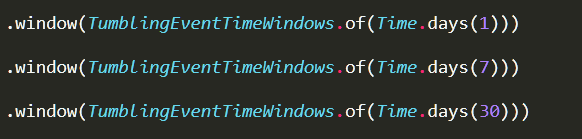 .window(TumblingEventTimeWindows.of(Time.days(1)))
.window(TumblingEventTimeWindows.of(Time.days(7)))
.window(TumblingEventTimeWindows.of(Time.days(30)))